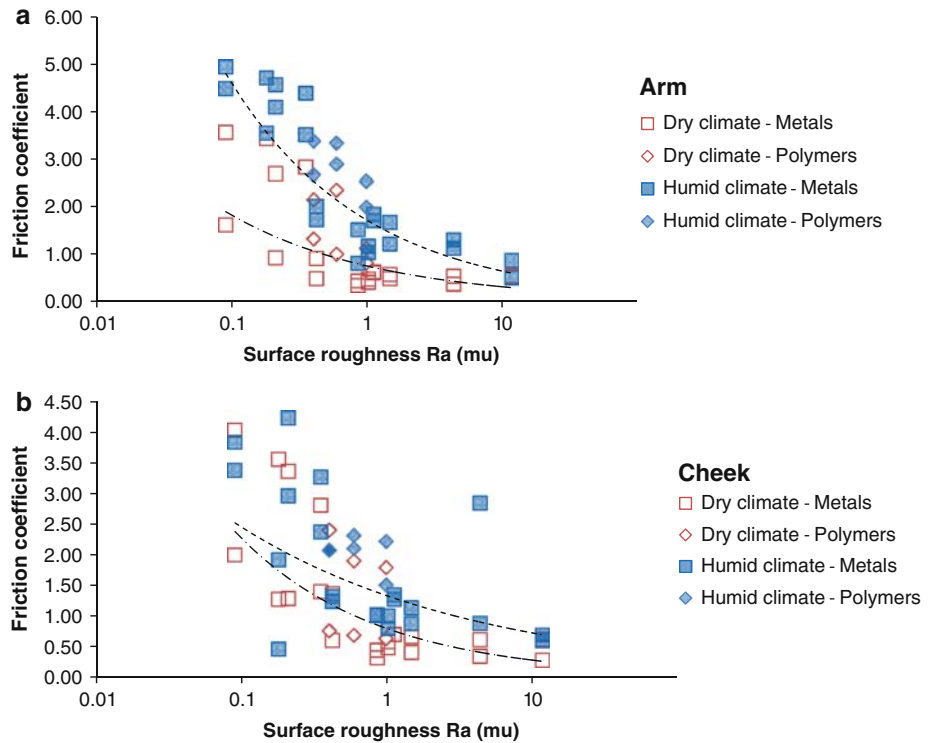 a
6.00
5.00
4.00
3.00
2.00
1.00
0.00
Friction coefficient
0.01
0.1
1
10
Surface roughness Ra (mu)
Arm
Dry climate - Metals
Dry climate - Polymers
Humid climate - Metals
Humid climate - Polymers
b
4.50
4.00
3.50
3.00
2.50
2.00
1.50
1.00
0.50
0.00
Friction coefficient
0.01
0.1
1
10
Surface roughness Ra (mu)
Cheek
Dry climate - Metals
Dry climate - Polymers
Humid climate - Metals
Humid climate - Polymers